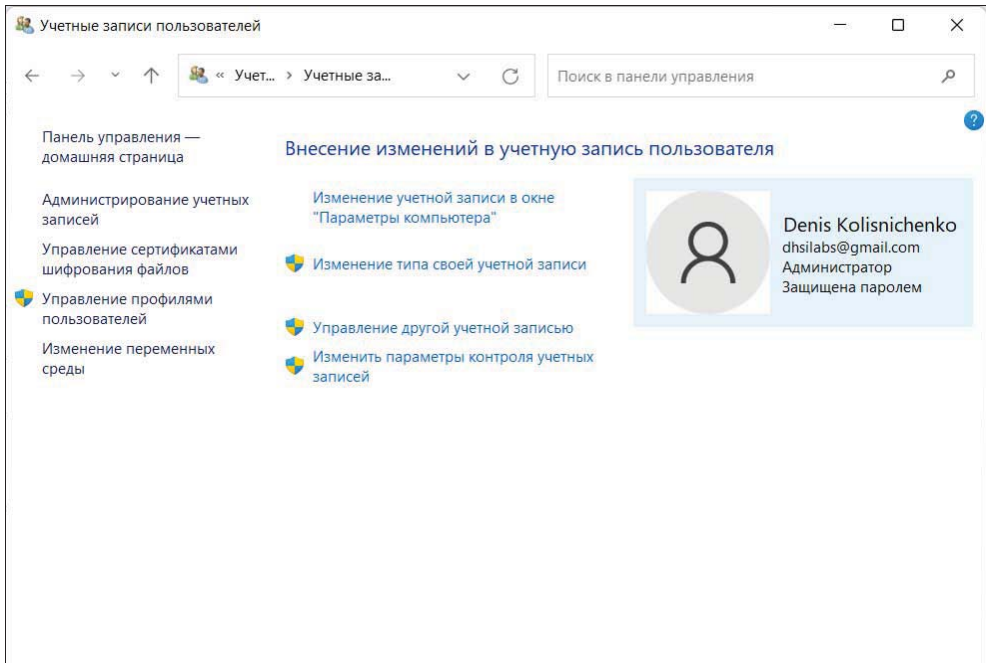 Учетные записи пользователей
« Учет... › Учетные за...
Поиск в панели управления
?
Панель управления —
домашняя страница
Администрирование учетных
записей
Управление сертификатами
шифрования файлов
Управление профилями
пользователей
Изменение переменных
среды
Внесение изменений в учетную запись пользователя
Изменение учетной записи в окне
"Параметры компьютера"
Изменение типа своей учетной записи
Управление другой учетной записью
Изменить параметры контроля учетных
записей
Denis Kolisnichenko
dhsilabs@gmail.com
Администратор
Защищена паролем